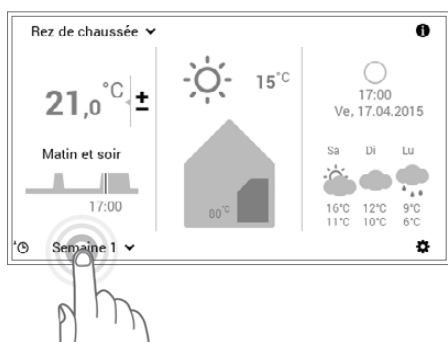 Rez de chaussée
21,0 °C ±
15°C
17:00
Ve, 17.04.2015
Matin et soir
17:00
80 °C
Sa Di Lu
16°C 12°C 9°C
11°C 10°C 6°C
Semaine 1